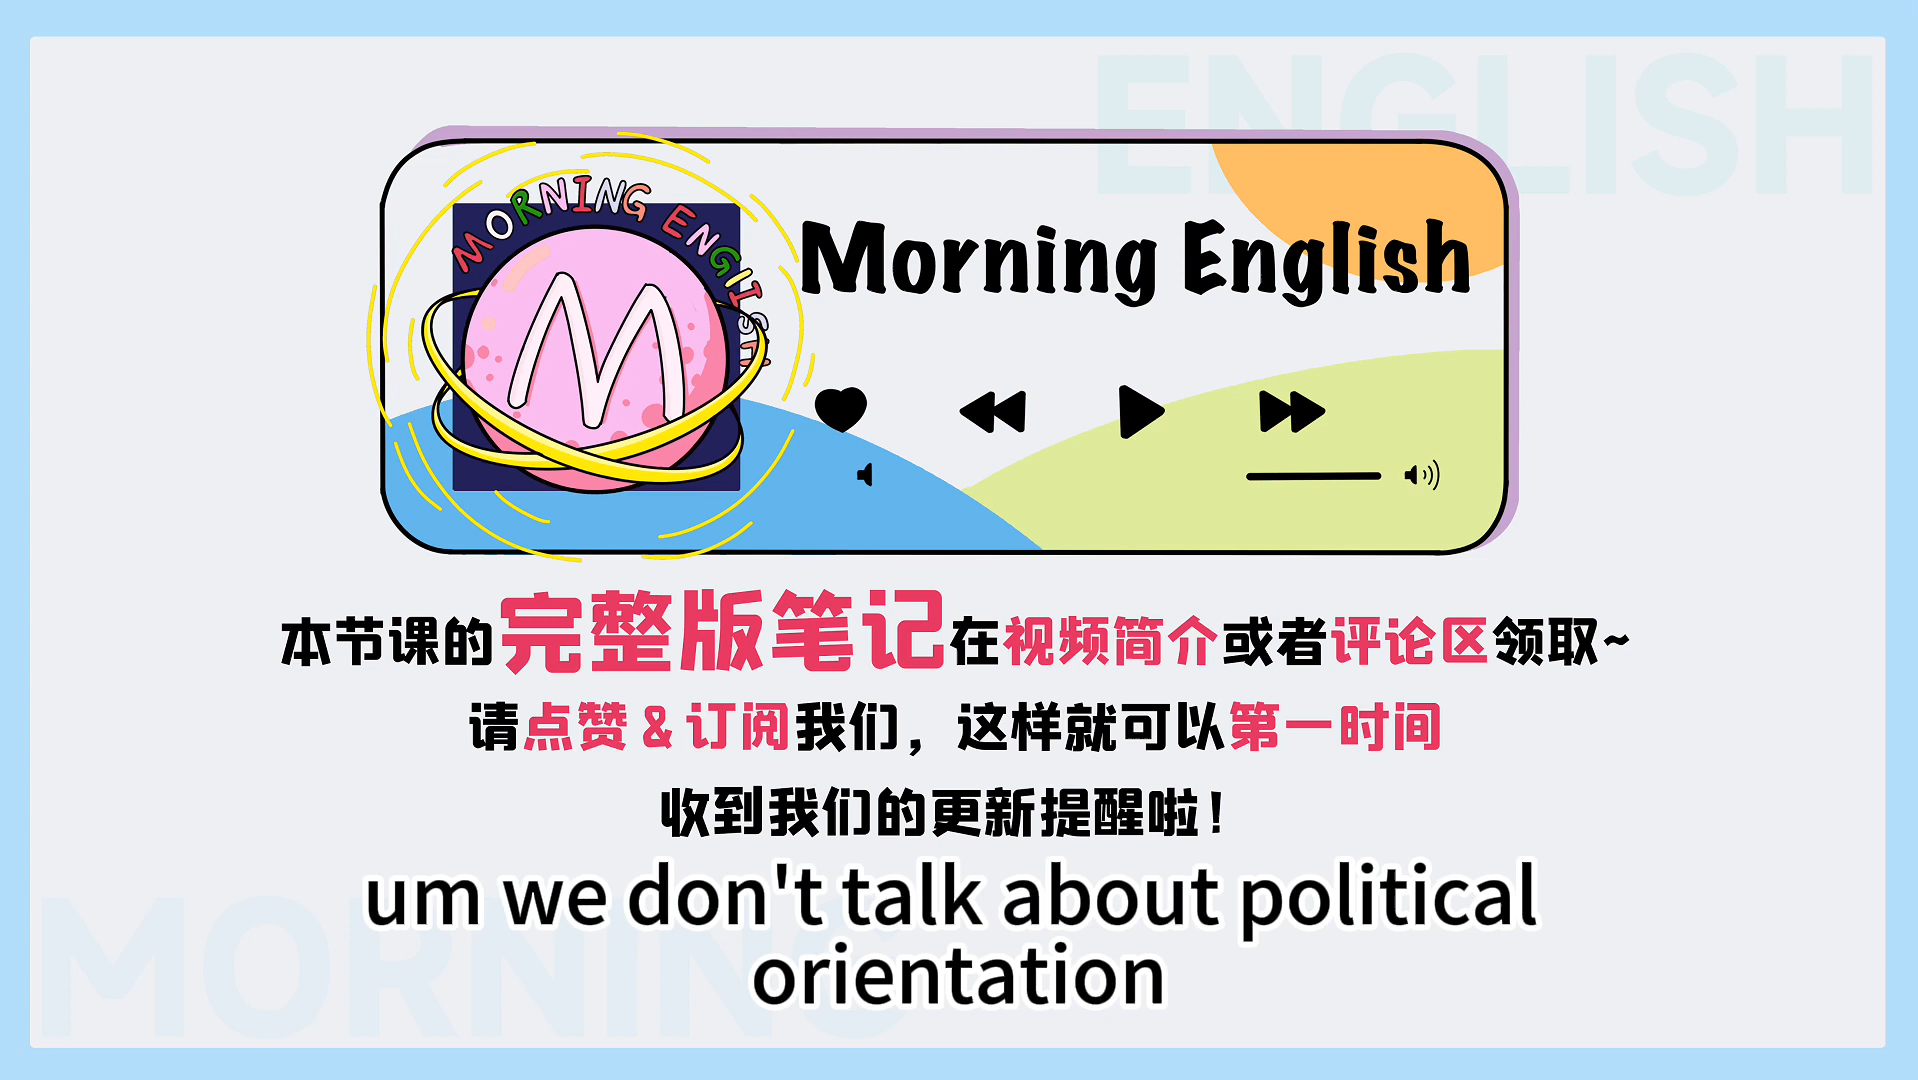 ENGLISH
MORNING ENGLISH
M
Morning English
本节课的完整版笔记在视频简介或者评论区领取~
请点赞&订阅我们，这样就可以第一时间
收到我们的更新提醒啦！
um we don't talk about political
orientation
MORNING